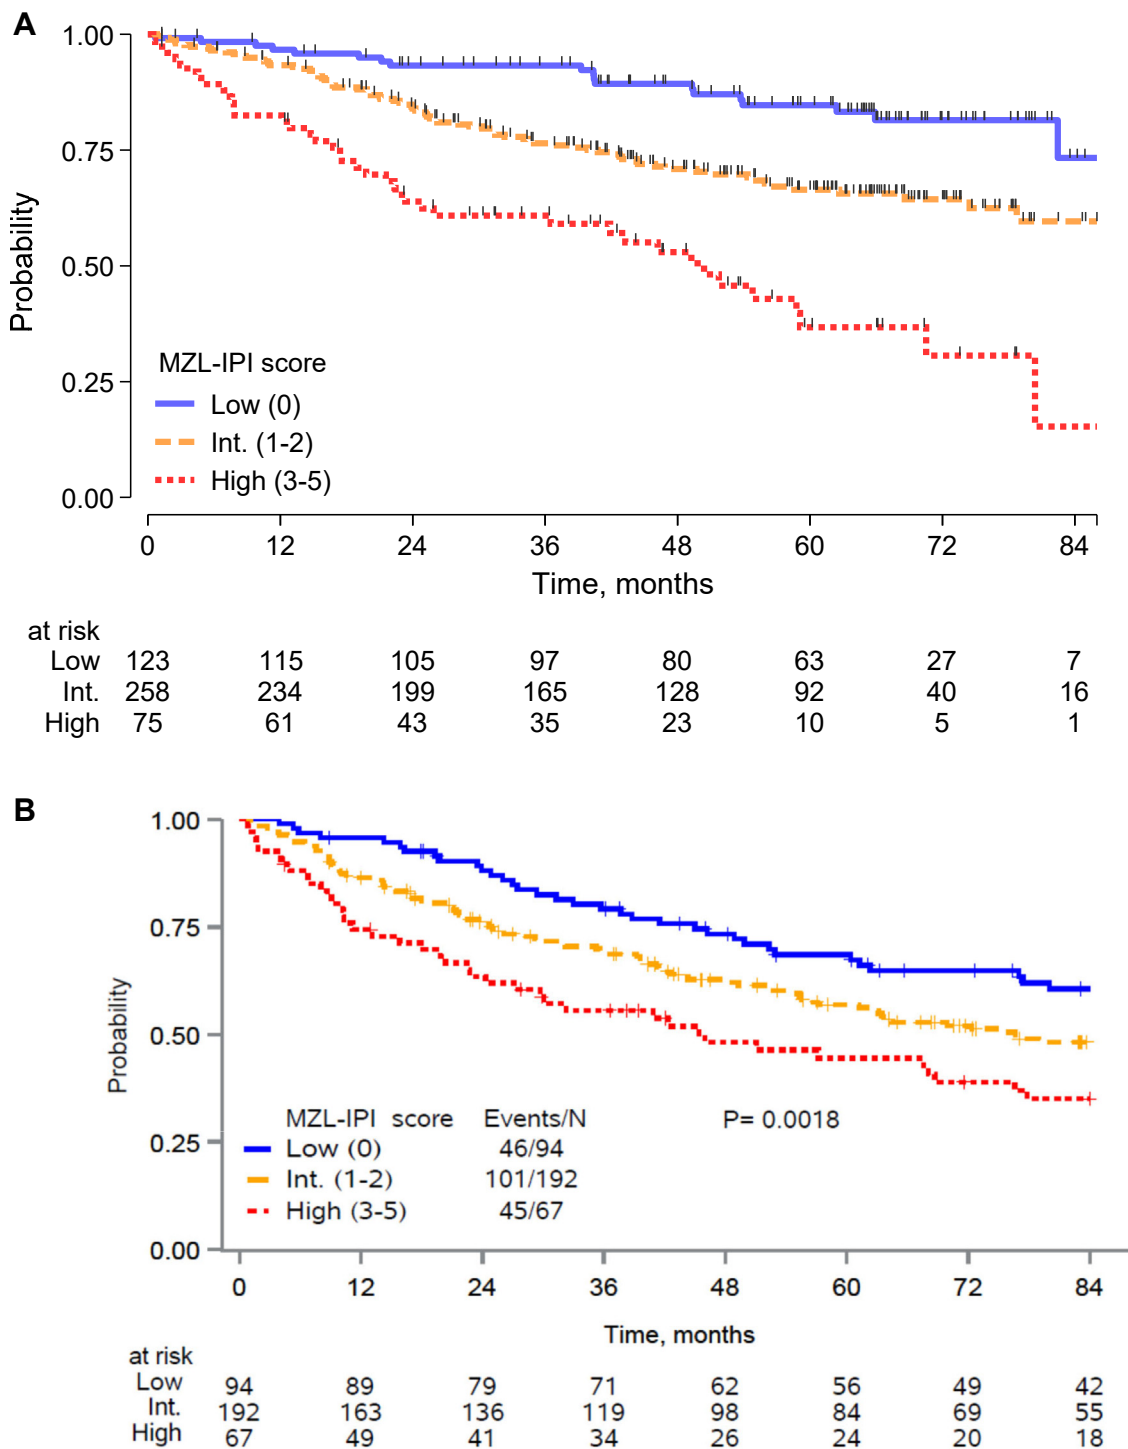 A
1.00
0.75
0.50
0.25
0.00
Probability
MZL-IPI score
Low (0)
Int. (1-2)
High (3-5)
0 12 24 36 48 60 72 84
Time, months
at risk
Low 123 115 105 97 80 63 27 7
Int. 258 234 199 165 128 92 40 16
High 75 61 43 35 23 10 5 1
B
1.00
0.75
0.50
0.25
0.00
Probability
MZL-IPI score Events/N
P= 0.0018
Low (0) 46/94
Int. (1-2) 101/192
High (3-5) 45/67
0 12 24 36 48 60 72 84
Time, months
at risk
Low 94 89 79 71 62 56 49 42
Int. 192 163 136 119 98 84 69 55
High 67 49 41 34 26 24 20 18